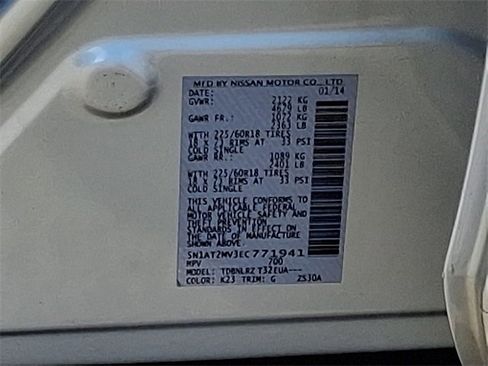 MFD BY NISSAN MOTOR CO., LTD
DATE: 01/14
GVWR: 2122 KG
4679 LB
GAWR FR.: 1072 KG
2363 LB
WITH 225/60R18 TIRES
18 x 7J RIMS AT 33 PSI
COLD SINGLE
GAWR RR.: 1089 KG
2401 LB
WITH 225/60R18 TIRES
18 x 7J RIMS AT 33 PSI
COLD SINGLE
THIS VEHICLE CONFORMS TO
ALL APPLICABLE FEDERAL
MOTOR VEHICLE SAFETY AND
THEFT PREVENTION
STANDARDS IN EFFECT ON
THE DATE OF MANUFACTURE
SHOWN ABOVE.
5N1AT2MV3EC771941
MPV 700
MODEL: TDBNLRZ T32EUA---
COLOR: K23 TRIM: G ZS30A